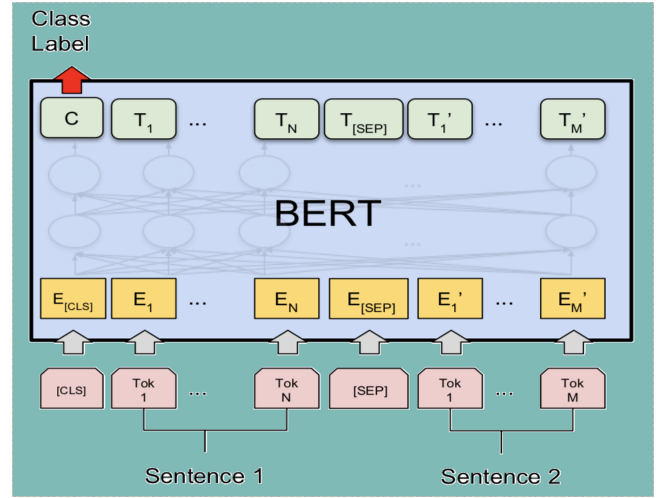 Class
Label
C T1 ... TN T[SEP] T1' ... TM'
...
BERT
...
E[CLS] E1 ... EN E[SEP] E1' ... EM'
[CLS] Tok 1 ... Tok N [SEP] Tok 1 ... Tok M
Sentence 1 Sentence 2